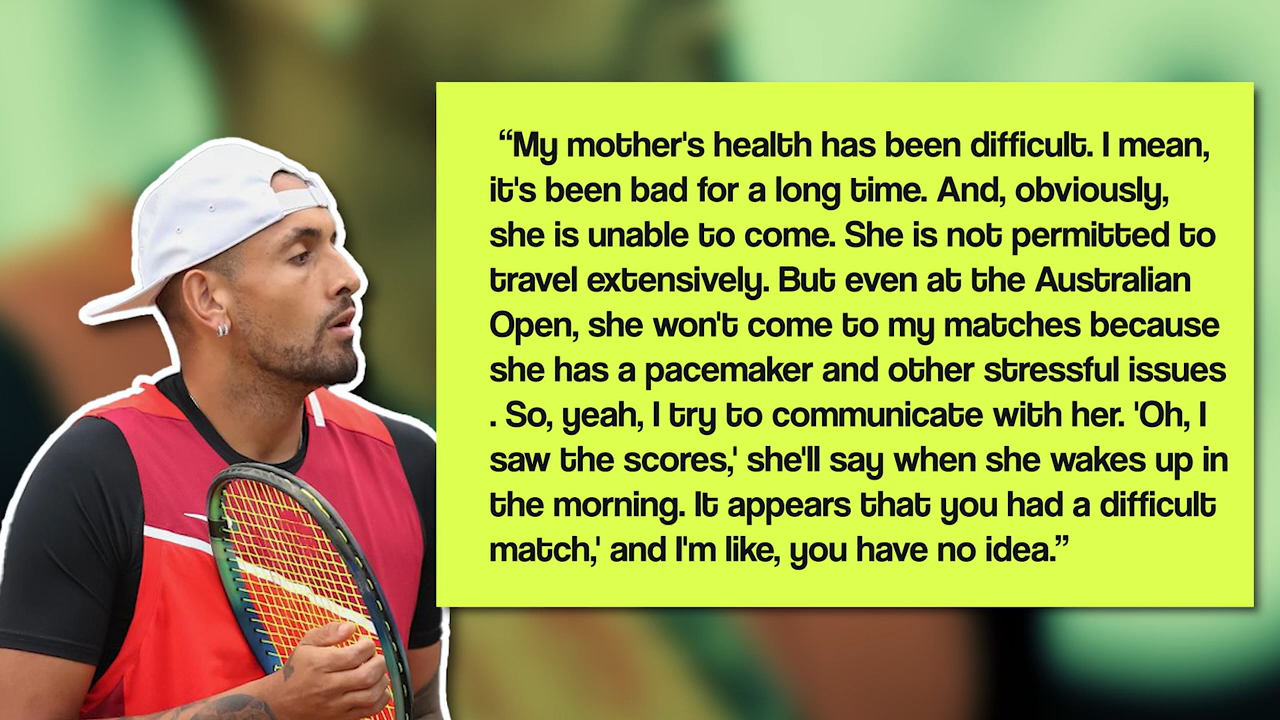 “My mother's health has been difficult. I mean,
it's been bad for a long time. And, obviously,
she is unable to come. She is not permitted to
travel extensively. But even at the Australian
Open, she won't come to my matches because
she has a pacemaker and other stressful issues
. So, yeah, I try to communicate with her. 'Oh, I
saw the scores,' she'll say when she wakes up in
the morning. It appears that you had a difficult
match,' and I'm like, you have no idea.”